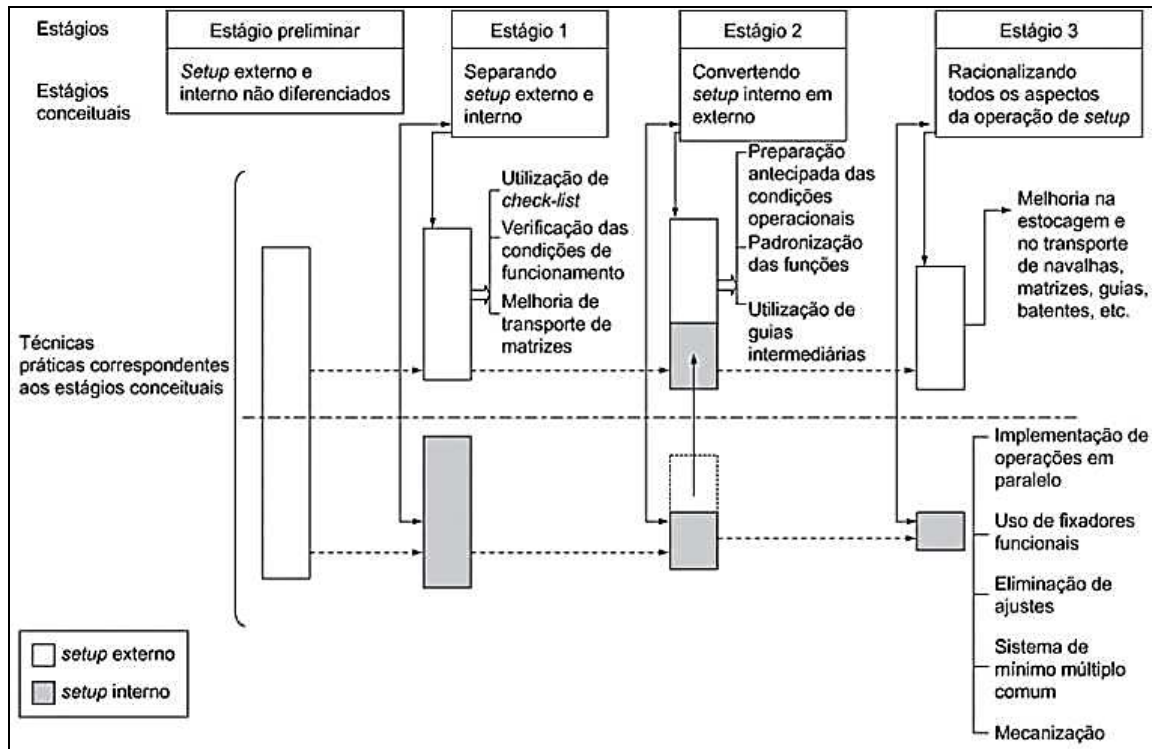 Estágios
Estágio preliminar
Estágio 1
Estágio 2
Estágio 3
Estágios
conceituais
Setup externo e
interno não diferenciados
Separando
setup externo e
interno
Convertendo
setup interno em
externo
Racionalizando
todos os aspectos
da operação de setup
Técnicas
práticas correspondentes
aos estágios conceituais
Utilização de
check-list
Verificação das
condições de
funcionamento
Melhoria de
transporte de
matrizes
Preparação
antecipada das
condições
operacionais
Padronização
das funções
Utilização de
guias
intermediárias
Melhoria na
estocagem e
no transporte
de navalhas,
matrizes, guias,
batentes, etc.
Implementação de
operações em
paralelo
Uso de fixadores
funcionais
Eliminação de
ajustes
Sistema de
mínimo múltiplo
comum
Mecanização
setup externo
setup interno